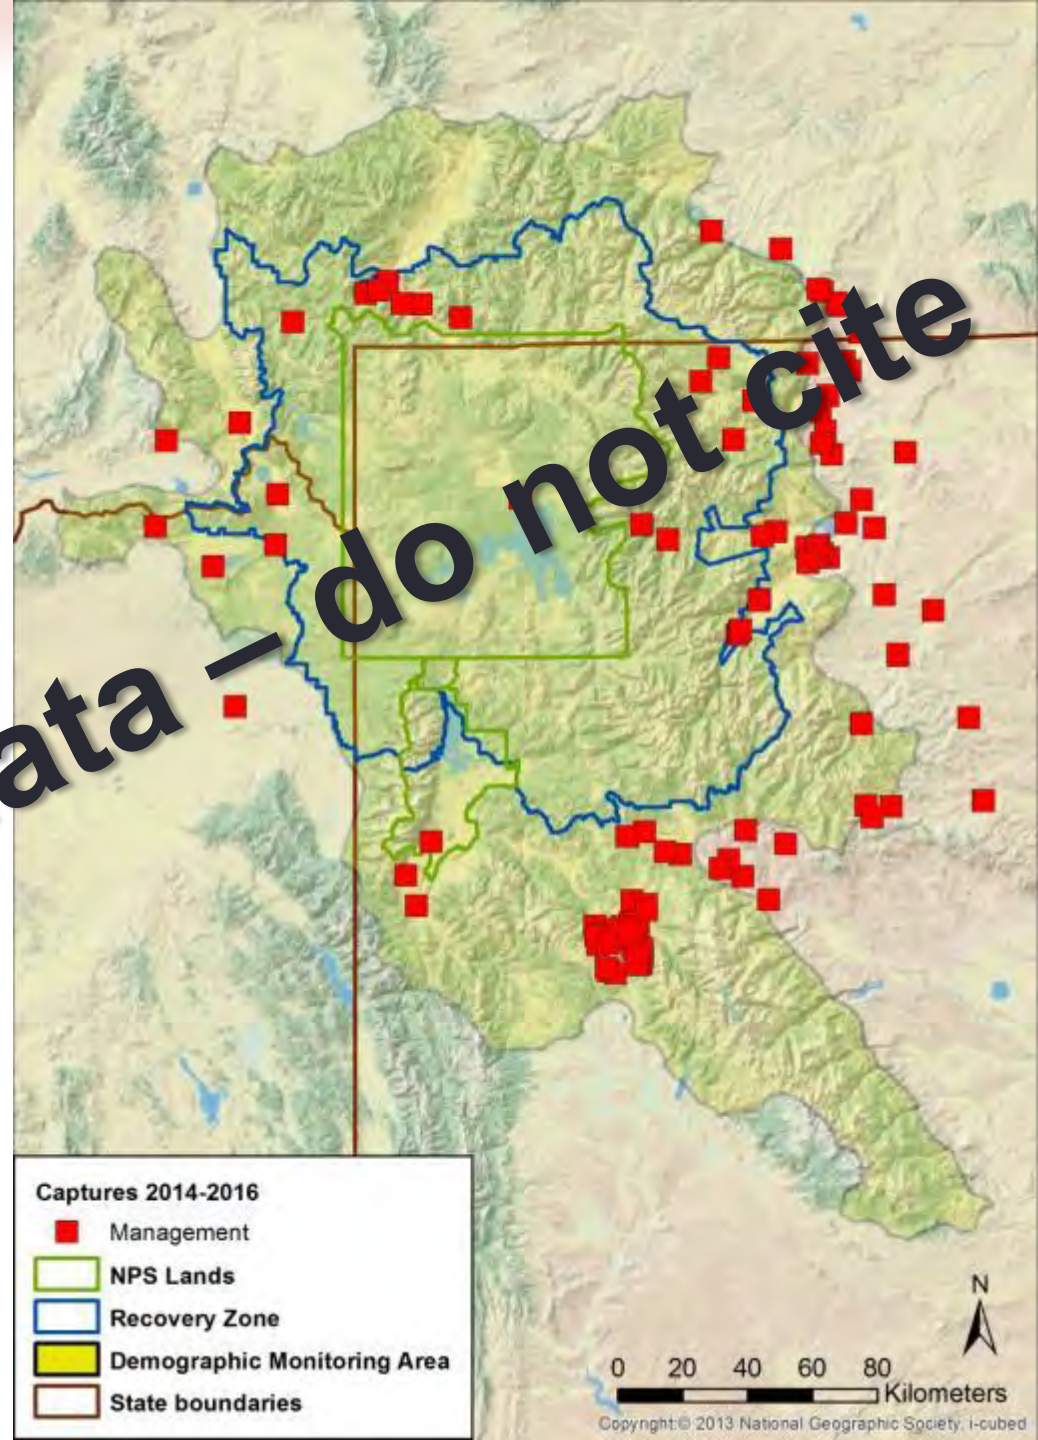 ata – do not cite
Captures 2014-2016
Management
NPS Lands
Recovery Zone
Demographic Monitoring Area
State boundaries
N
0 20 40 60 80
Kilometers
Copyright:© 2013 National Geographic Society, i-cubed